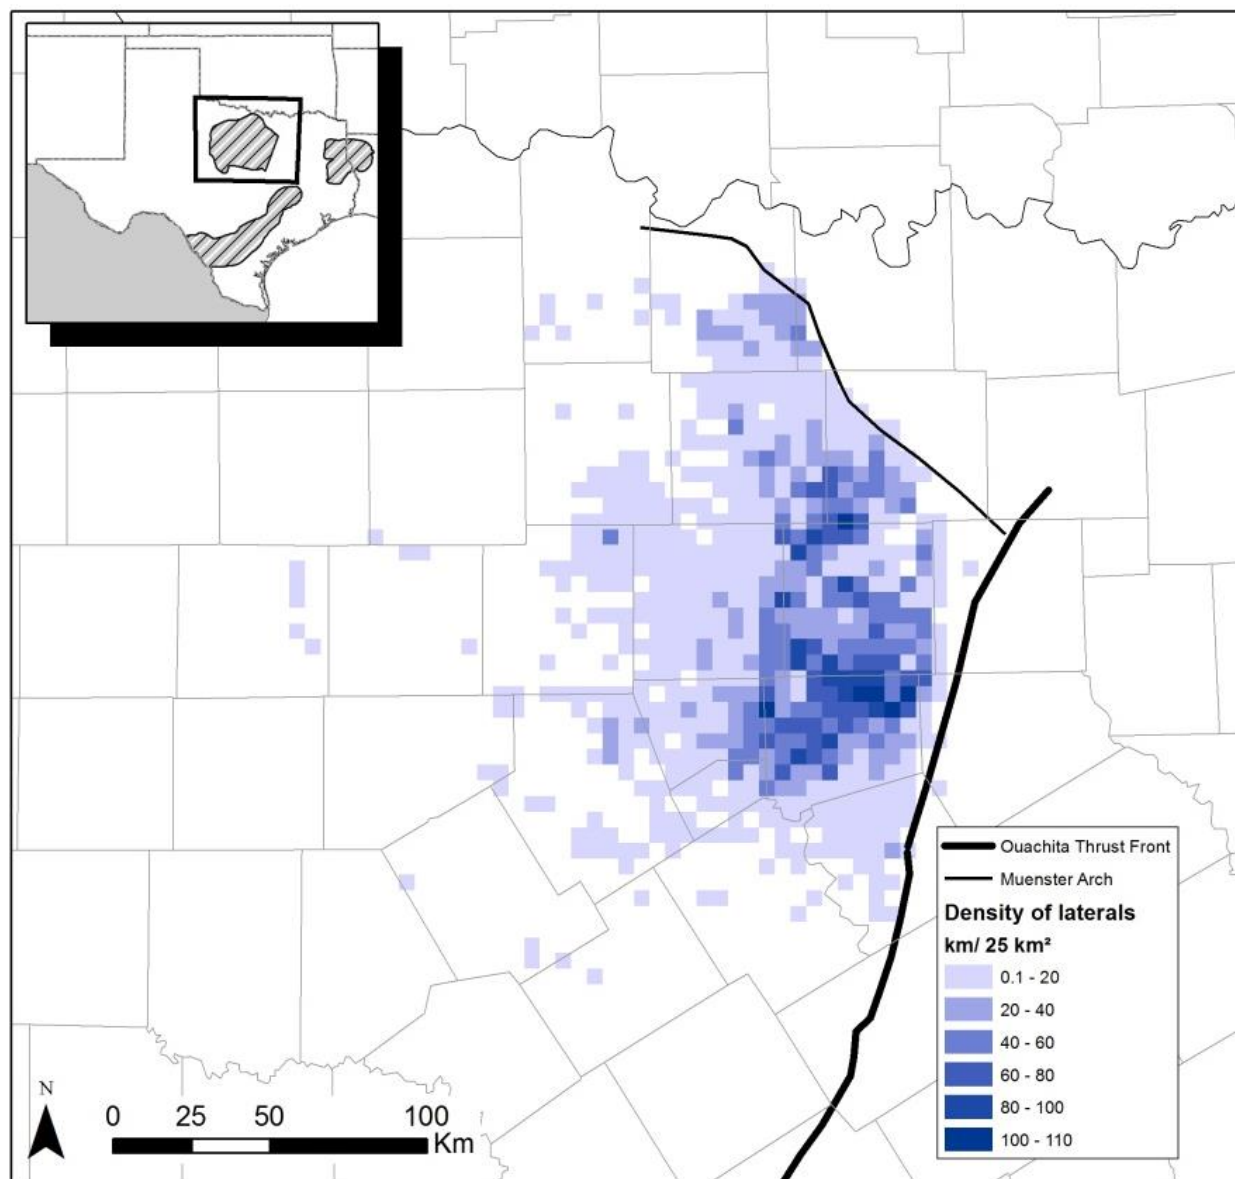 Ouachita Thrust Front
Muenster Arch
Density of laterals
km/ 25 km²
0.1 - 20
20 - 40
40 - 60
60 - 80
80 - 100
100 - 110
N
0 25 50 100
Km